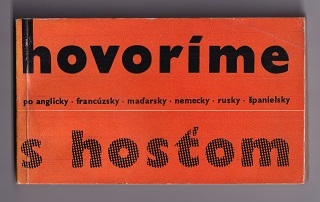 hovoríme
po anglicky · francúzsky · maďarsky · nemecky · rusky · španielsky
s hosťom